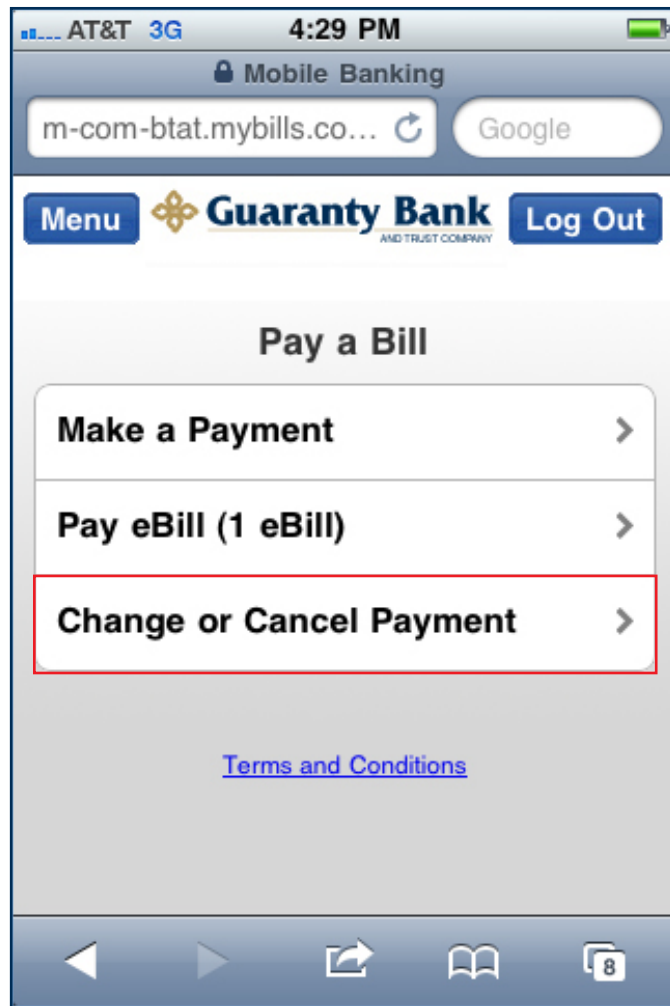 AT&T 3G 4:29 PM
Mobile Banking
m-com-btat.mybills.co... Google
Menu Guaranty Bank Log Out
AND TRUST COMPANY
Pay a Bill
Make a Payment
Pay eBill (1 eBill)
Change or Cancel Payment
Terms and Conditions
8